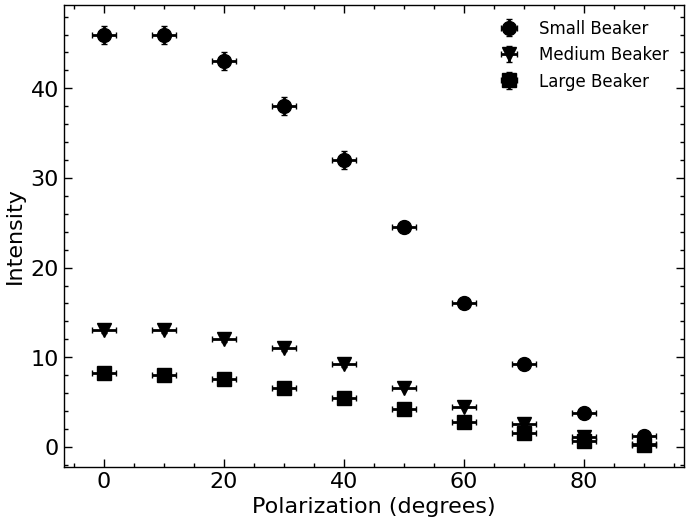 Small Beaker
Medium Beaker
Large Beaker
40
30
20
10
0
Intensity
0 20 40 60 80
Polarization (degrees)